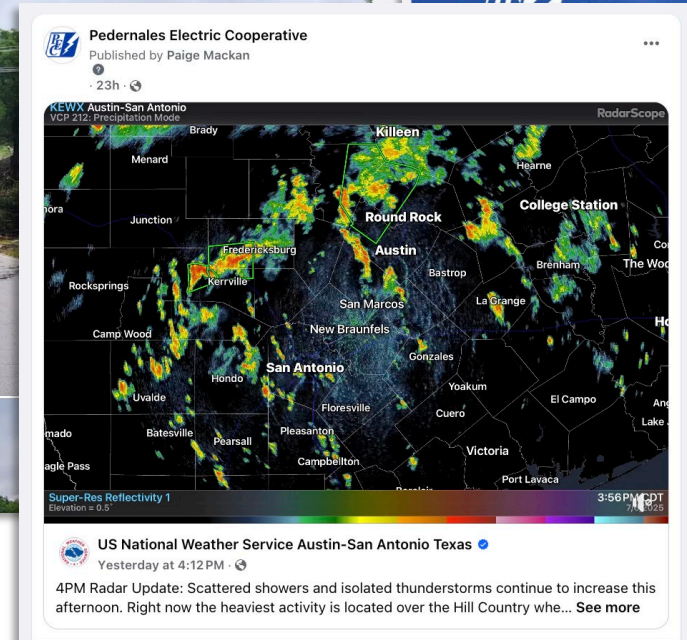 Pedernales Electric Cooperative
Published by Paige Mackan
· 23h ·
KEWX Austin-San Antonio
VCP 212: Precipitation Mode
RadarScope
Brady
Killeen
Menard
Hearne
nora
Junction
Round Rock
College Station
Fredericksburg
Austin
Brenham
The Woo
Rocksprings
Kerrville
Bastrop
San Marcos
La Grange
Camp Wood
New Braunfels
San Antonio
Gonzales
Hondo
Yoakum
Uvalde
Floresville
Cuero
El Campo
Batesville
Pleasanton
Lake
Pearsall
Victoria
agle Pass
Campbellton
Port Lavaca
Super-Res Reflectivity 1
Elevation = 0.5°
3:56PM CDT
US National Weather Service Austin-San Antonio Texas
Yesterday at 4:12 PM ·
4PM Radar Update: Scattered showers and isolated thunderstorms continue to increase this
afternoon. Right now the heaviest activity is located over the Hill Country whe... See more